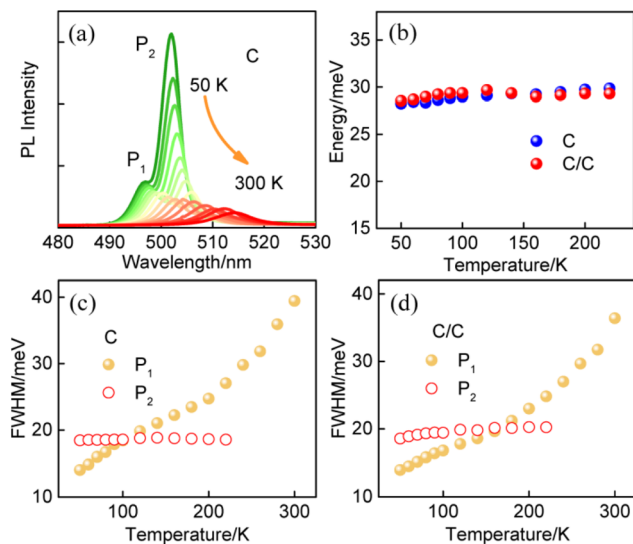 (a)
P2
C
50 K
P1
300 K
PL Intensity
480 490 500 510 520 530
Wavelength/nm
(b)
35
30
25
20
15
Energy/meV
C
C/C
50 100 150 200
Temperature/K
(c)
C
P1
P2
40
30
20
10
FWHM/meV
100 200 300
Temperature/K
(d)
C/C
P1
P2
40
30
20
10
FWHM/meV
100 200 300
Temperature/K